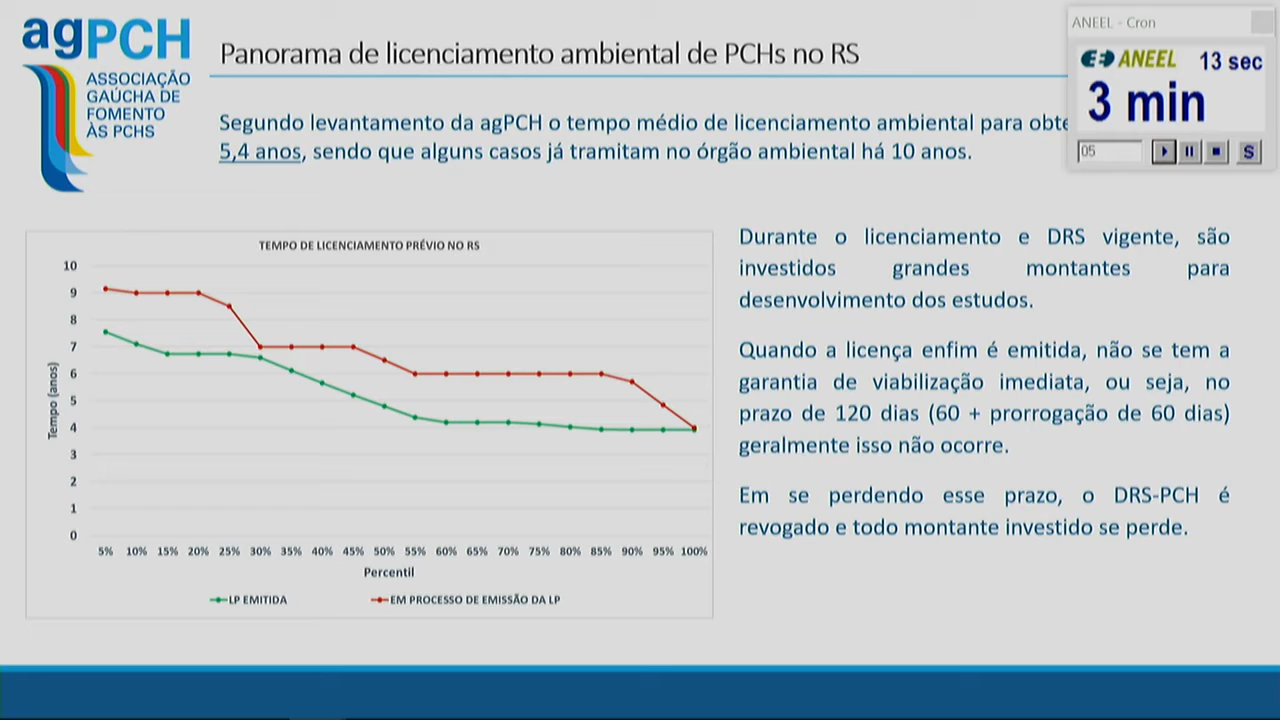 agPCH
ASSOCIAÇÃO
GAÚCHA DE
FOMENTO
ÀS PCHS
Panorama de licenciamento ambiental de PCHs no RS
ANEEL - Cron
ANEEL 13 sec
3 min
05
S
Segundo levantamento da agPCH o tempo médio de licenciamento ambiental para
5,4 anos, sendo que alguns casos já tramitam no órgão ambiental há 10 anos.
TEMPO DE LICENCIAMENTO PRÉVIO NO RS
Tempo (anos)
10
9
8
7
6
5
4
3
2
1
0
5% 10% 15% 20% 25% 30% 35% 40% 45% 50% 55% 60% 65% 70% 75% 80% 85% 90% 95% 100%
Percentil
LP EMITIDA EM PROCESSO DE EMISSÃO DA LP
Durante o licenciamento e DRS vigente, são
investidos grandes montantes para
desenvolvimento dos estudos.
Quando a licença enfim é emitida, não se tem a
garantia de viabilização imediata, ou seja, no
prazo de 120 dias (60 + prorrogação de 60 dias)
geralmente isso não ocorre.
Em se perdendo esse prazo, o DRS-PCH é
revogado e todo montante investido se perde.